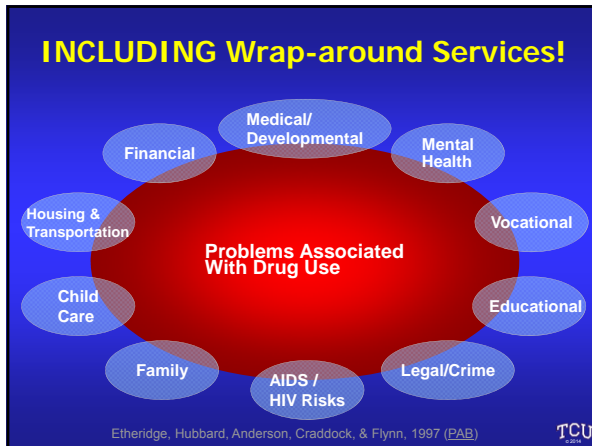 INCLUDING Wrap-around Services!
Medical/
Developmental
Mental
Health
Financial
Housing &
Transportation
Vocational
Problems Associated
With Drug Use
Child
Care
Educational
Family
AIDS /
HIV Risks
Legal/Crime
Etheridge, Hubbard, Anderson, Craddock, & Flynn, 1997 (PAB)
TCU
© 2014